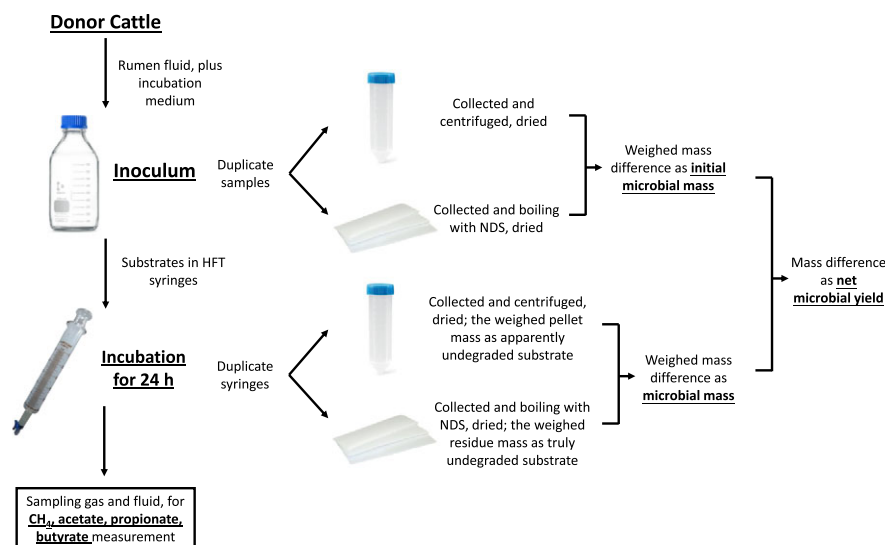 Donor Cattle
Rumen fluid, plus
incubation
medium
Inoculum
Duplicate
samples
Collected and
centrifuged, dried
Collected and boiling
with NDS, dried
Weighed mass
difference as initial
microbial mass
Substrates in HFT
syringes
Incubation
for 24 h
Duplicate
syringes
Collected and centrifuged,
dried; the weighed pellet
mass as apparently
undegraded substrate
Collected and boiling with
NDS, dried; the weighed
residue mass as truly
undegraded substrate
Weighed mass
difference as
microbial mass
Mass difference
as net
microbial yield
Sampling gas and fluid, for
CH4, acetate, propionate,
butyrate measurement